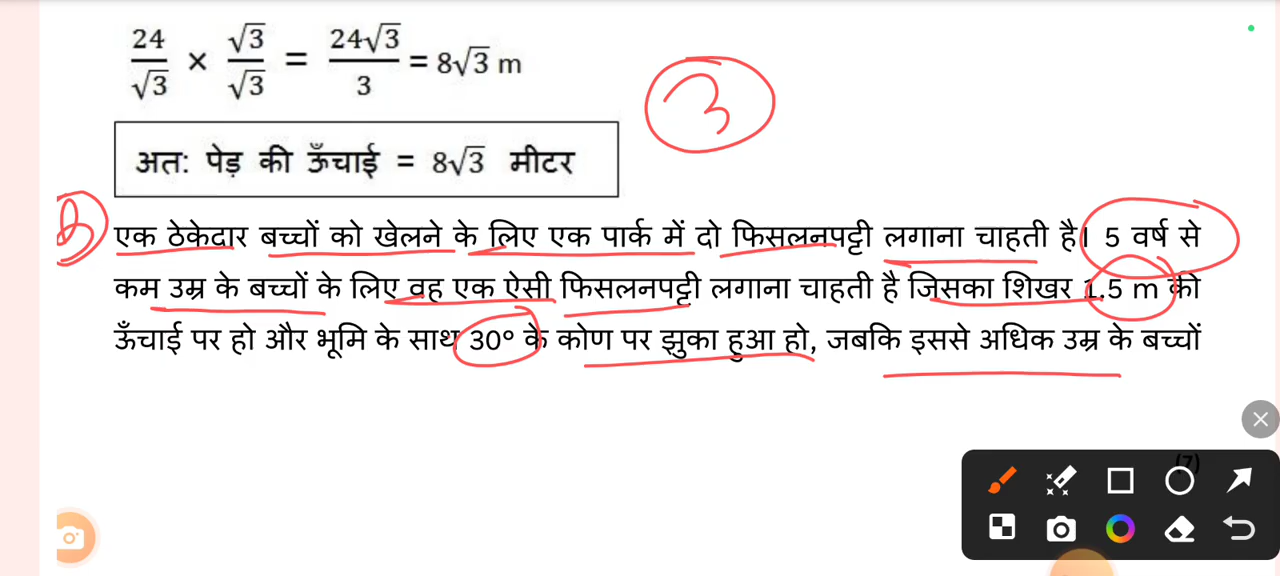 24/√3 × √3/√3 = 24√3/3 = 8√3 m
3
अत: पेड़ की ऊँचाई = 8√3 मीटर
एक ठेकेदार बच्चों को खेलने के लिए एक पार्क में दो फिसलनपट्टी लगाना चाहती है। 5 वर्ष से
कम उम्र के बच्चों के लिए वह एक ऐसी फिसलनपट्टी लगाना चाहती है जिसका शिखर 1.5 m की
ऊँचाई पर हो और भूमि के साथ 30° के कोण पर झुका हुआ हो, जबकि इससे अधिक उम्र के बच्चों
(7)